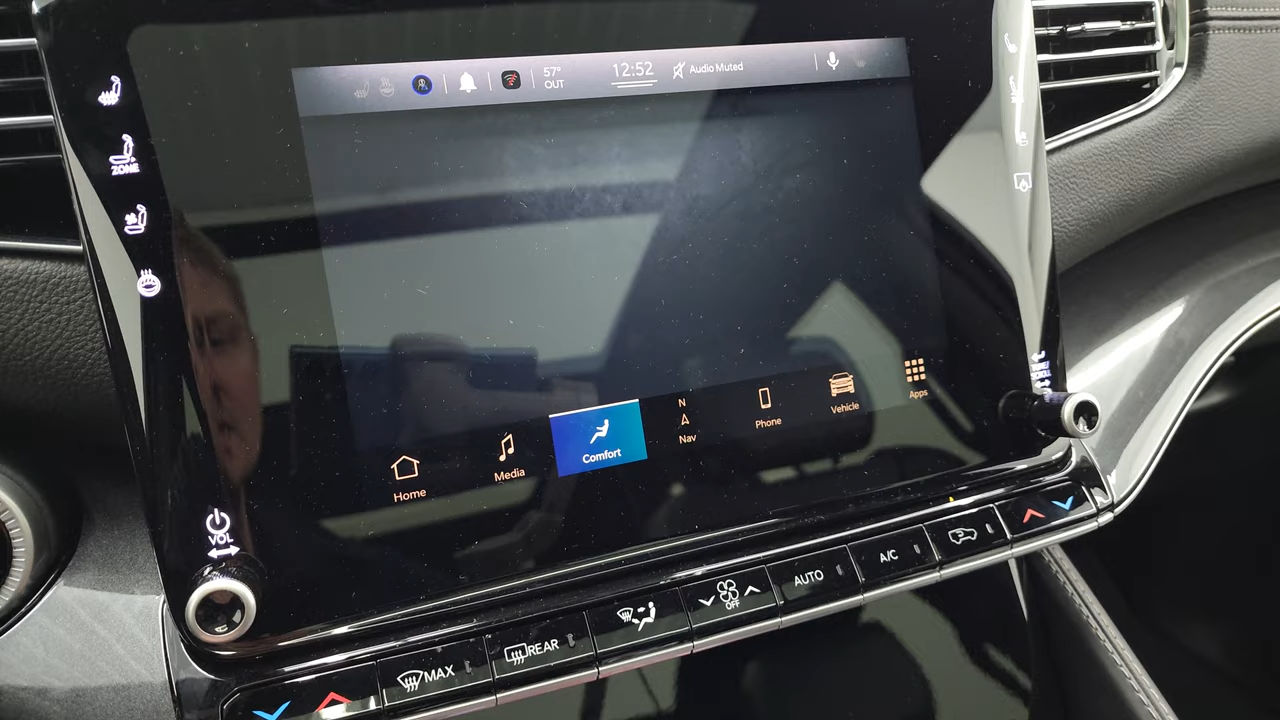 57°
OUT
12:52
Audio Muted
ZONE
Home
Media
Comfort
N
Nav
Phone
Vehicle
Apps
VOL
MAX
REAR
OFF
AUTO
A/C